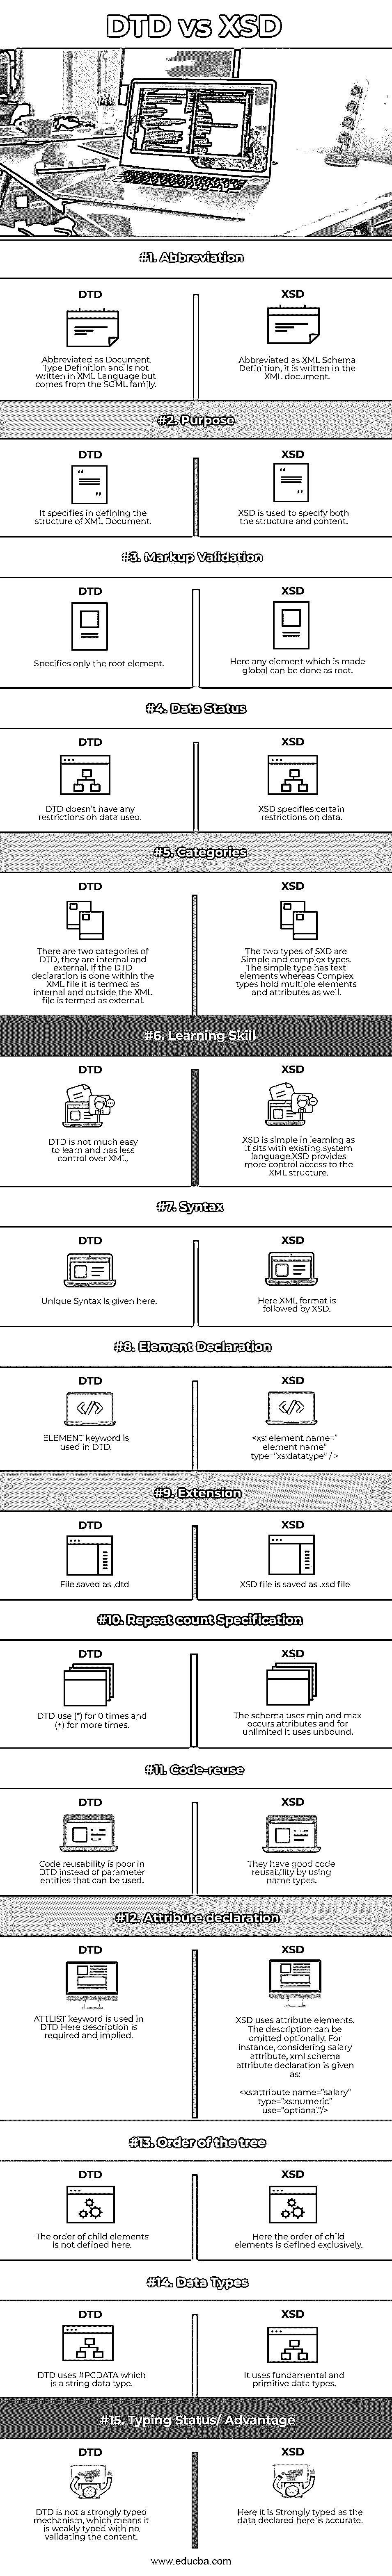 DTD vs XSD
#1. Abbreviation
DTD
Abbreviated as Document
Type Definition and is not
written in XML Language but
comes from the SGML family.
XSD
Abbreviated as XML Schema
Definition, it is written in the
XML document.
#2. Purpose
DTD
It specifies in defining the
structure of XML Document.
XSD
XSD is used to specify both
the structure and content.
#3. Markup Validation
DTD
Specifies only the root element.
XSD
Here any element which is made
global can be done as root.
#4. Data Status
DTD
DTD doesn't have any
restrictions on data used.
XSD
XSD specifies certain
restrictions on data.
#5. Categories
DTD
There are two categories of
DTD, they are internal and
external. If the DTD
declaration is done within the
XML file it is termed as
internal and outside the XML
file is termed as external.
XSD
The two types of SXD are
Simple and complex types.
The simple type has text
elements whereas Complex
types hold multiple elements
and attributes as well.
#6. Learning Skill
DTD
DTD is not much easy
to learn and has less
control over XML.
XSD
XSD is simple in learning as
it sits with existing system
language.XSD provides
more control access to the
XML structure.
#7. Syntax
DTD
Unique Syntax is given here.
XSD
Here XML format is
followed by XSD.
#8. Element Declaration
DTD
ELEMENT keyword is
used in DTD.
XSD
<xs: element name="
element name"
type="xs:datatype" / >
#9. Extension
DTD
File saved as .dtd
XSD
XSD file is saved as .xsd file
#10. Repeat count Specification
DTD
DTD use (*) for 0 times and
(+) for more times.
XSD
The schema uses min and max
occurs attributes and for
unlimited it uses unbound.
#11. Code-reuse
DTD
Code reusability is poor in
DTD instead of parameter
entities that can be used.
XSD
They have good code
reusability by using
name types.
#12. Attribute declaration
DTD
ATTLIST keyword is used in
DTD Here description is
required and implied.
XSD
XSD uses attribute elements.
The description can be
omitted optionally. For
instance, considering salary
attribute, xml schema
attribute declaration is given
as:
<xs:attribute name="salary"
type="xs:numeric"
use="optional"/>
#13. Order of the tree
DTD
The order of child elements
is not defined here.
XSD
Here the order of child
elements is defined exclusively.
#14. Data Types
DTD
DTD uses #PCDATA which
is a string data type.
XSD
It uses fundamental and
primitive data types.
#15. Typing Status/ Advantage
DTD
DTD is not a strongly typed
mechanism, which means it
is weakly typed with no
validating the content.
XSD
Here it is Strongly typed as the
data declared here is accurate.
www.educba.com